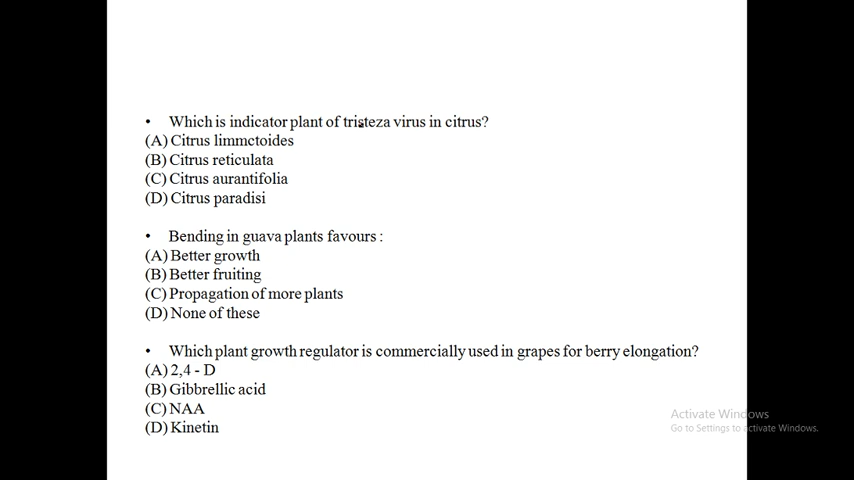 • Which is indicator plant of tristeza virus in citrus?
(A) Citrus limmctoides
(B) Citrus reticulata
(C) Citrus aurantifolia
(D) Citrus paradisi
• Bending in guava plants favours :
(A) Better growth
(B) Better fruiting
(C) Propagation of more plants
(D) None of these
• Which plant growth regulator is commercially used in grapes for berry elongation?
(A) 2,4 - D
(B) Gibbrellic acid
(C) NAA
(D) Kinetin
Activate Windows
Go to Settings to activate Windows.